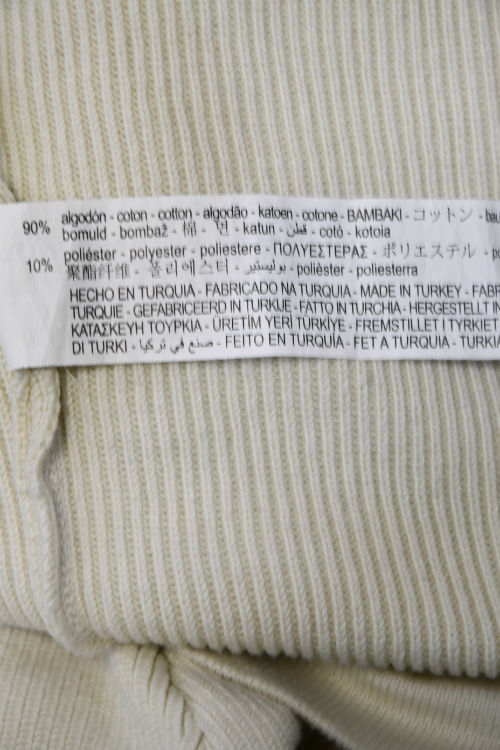 90% algodón - coton - cotton - algodão - katoen - cotone - BAMBAKI - コットン -
bomuld - bombaž - 棉 - 면 - katun - قطن - cotó - kotoia
10% poliéster - polyester - poliestere - ΠΟΛΥΕΣΤΕΡΑΣ - ポリエステル -
聚酯纤维 - 폴리에스터 - بوليستير - polièster - poliesterra
HECHO EN TURQUIA - FABRICADO NA TURQUIA - MADE IN TURKEY -
TURQUIE - GEFABRICEERD IN TURKIJE - FATTO IN TURCHIA - HERGESTELLT IN
ΚΑΤΑΣΚΕΥΗ ΤΟΥΡΚΙΑ - ÜRETİM YERİ TÜRKİYE - FREMSTILLET I TYRKIET
DI TURKI - صنع في تركيا - FEITO EN TURQUÍA - FET A TURQUIA -